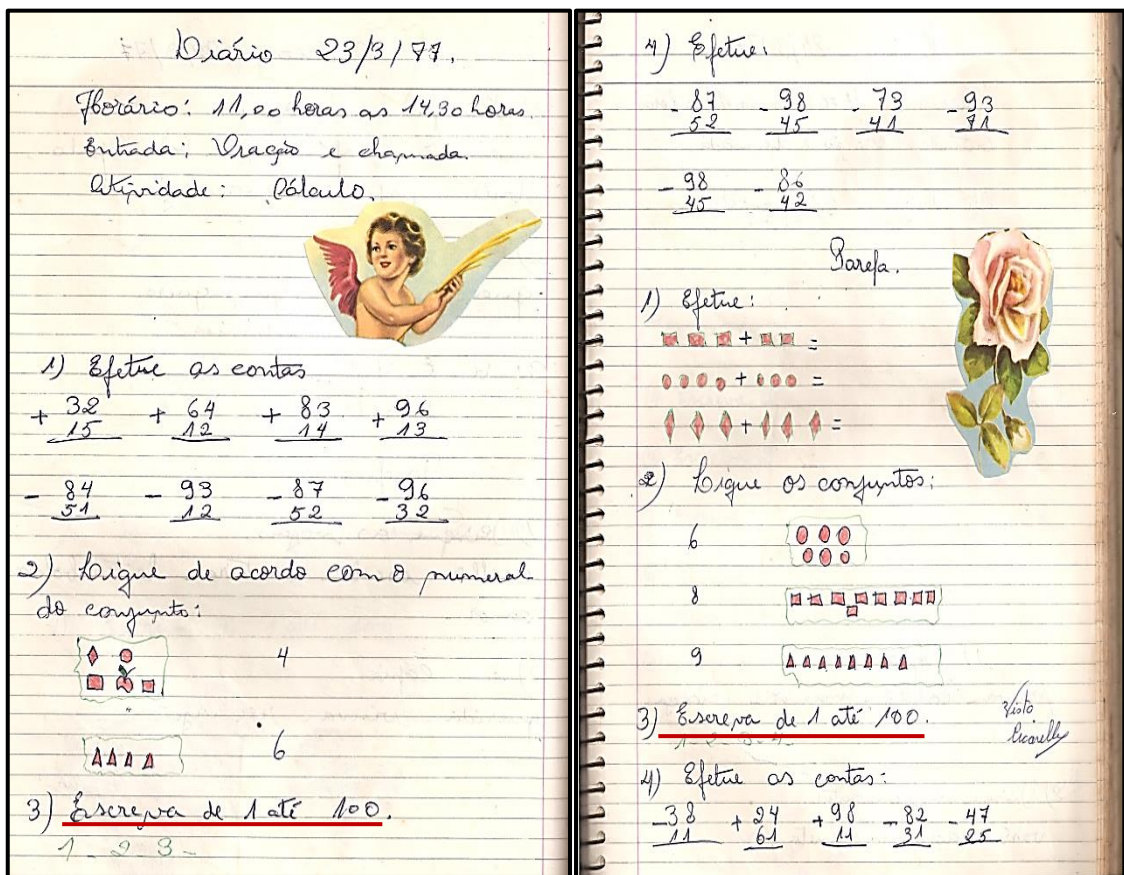 Diário 23/3/77.
Horário: 11,00 horas as 14,30 horas.
Entrada: Oração e chamada.
Atividade: Cálculo.
1) Efetue as contas
+ 32 + 64 + 83 + 96
15 12 14 13
- 84 - 93 - 87 - 96
51 12 52 32
2) Ligue de acordo com o numeral
do conjunto:
4
6
3) Escreva de 1 até 100.
1 - 2 - 3 -
4) Efetue:
- 87 - 98 - 73 - 93
52 45 41 71
- 98 - 86
45 42
Tarefa.
1) Efetue:
+ =
+ =
+ =
2) Ligue os conjuntos:
6
8
9
3) Escreva de 1 até 100.
1 - 2 - 3 - 4 -
Visto
4) Efetue as contas:
- 38 + 24 + 98 - 82 - 47
11 61 11 31 25